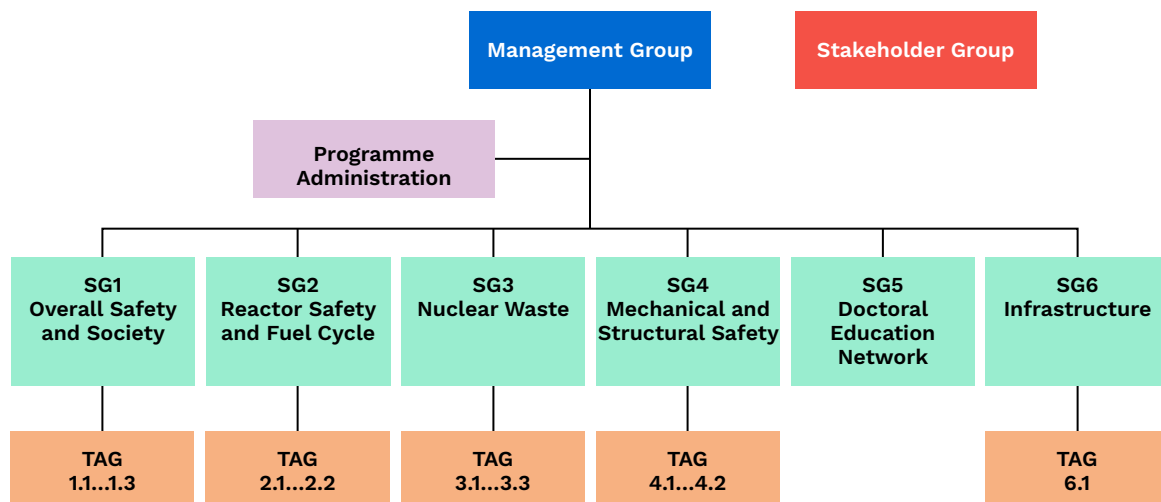 Management Group
Stakeholder Group
Programme
Administration
SG1
Overall Safety
and Society
SG2
Reactor Safety
and Fuel Cycle
SG3
Nuclear Waste
SG4
Mechanical and
Structural Safety
SG5
Doctoral
Education
Network
SG6
Infrastructure
TAG
1.1...1.3
TAG
2.1...2.2
TAG
3.1...3.3
TAG
4.1...4.2
TAG
6.1